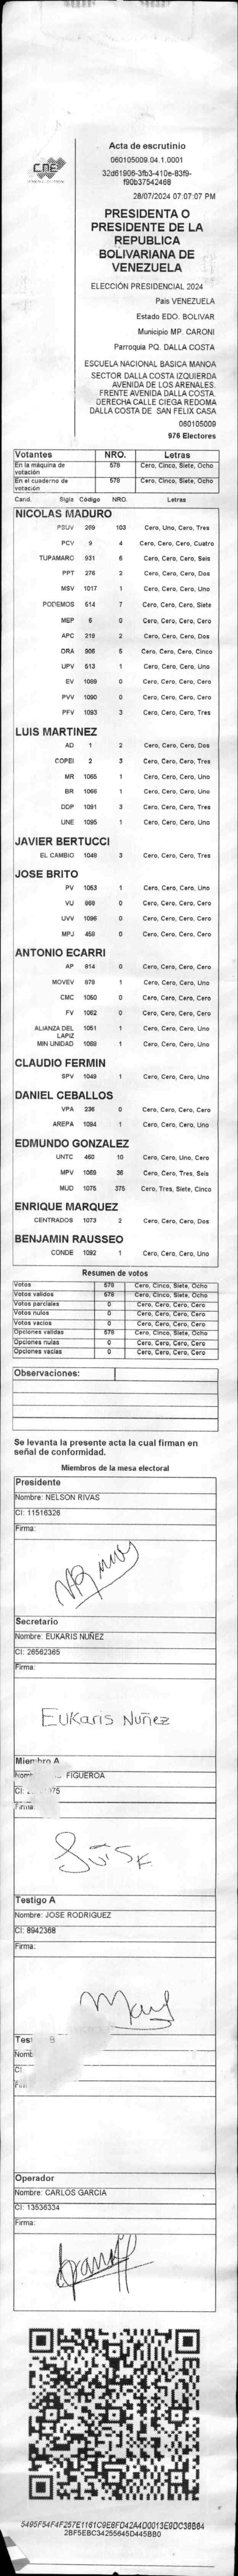 CNE
Acta de escrutinio
060105009.04.1.0001
32d61906-3fb3-410e-83f9-
f90b37542468
28/07/2024 07:07:07 PM
PRESIDENTA O
PRESIDENTE DE LA
REPUBLICA
BOLIVARIANA DE
VENEZUELA
ELECCIÓN PRESIDENCIAL 2024
Pais VENEZUELA
Estado EDO. BOLIVAR
Municipio MP. CARONI
Parroquia PQ. DALLA COSTA
ESCUELA NACIONAL BASICA MANOA
SECTOR DALLA COSTA IZQUIERDA
AVENIDA DE LOS ARENALES.
FRENTE AVENIDA DALLA COSTA.
DERECHA CALLE CIEGA REDOMA
DALLA COSTA DE SAN FELIX CASA
060105009
976 Electores
Votantes NRO. Letras
En la máquina de votación 578 Cero, Cinco, Siete, Ocho
En el cuaderno de votación 578 Cero, Cinco, Siete, Ocho
Cand. Sigla Código NRO. Letras
NICOLAS MADURO
PSUV 269 103 Cero, Uno, Cero, Tres
PCV 9 4 Cero, Cero, Cero, Cuatro
TUPAMARO 931 6 Cero, Cero, Cero, Seis
PPT 276 2 Cero, Cero, Cero, Dos
MSV 1017 1 Cero, Cero, Cero, Uno
PODEMOS 514 7 Cero, Cero, Cero, Siete
MEP 6 0 Cero, Cero, Cero, Cero
APC 219 2 Cero, Cero, Cero, Dos
ORA 906 5 Cero, Cero, Cero, Cinco
UPV 513 1 Cero, Cero, Cero, Uno
EV 1089 0 Cero, Cero, Cero, Cero
PVV 1090 0 Cero, Cero, Cero, Cero
PFV 1093 3 Cero, Cero, Cero, Tres
LUIS MARTINEZ
AD 1 2 Cero, Cero, Cero, Dos
COPEI 2 3 Cero, Cero, Cero, Tres
MR 1065 1 Cero, Cero, Cero, Uno
BR 1066 1 Cero, Cero, Cero, Uno
DDP 1091 3 Cero, Cero, Cero, Tres
UNE 1095 1 Cero, Cero, Cero, Uno
JAVIER BERTUCCI
EL CAMBIO 1048 3 Cero, Cero, Cero, Tres
JOSE BRITO
PV 1053 1 Cero, Cero, Cero, Uno
VU 868 0 Cero, Cero, Cero, Cero
UVV 1096 0 Cero, Cero, Cero, Cero
MPJ 458 0 Cero, Cero, Cero, Cero
ANTONIO ECARRI
AP 814 0 Cero, Cero, Cero, Cero
MOVEV 878 1 Cero, Cero, Cero, Uno
CMC 1050 0 Cero, Cero, Cero, Cero
FV 1062 0 Cero, Cero, Cero, Cero
ALIANZA DEL LAPIZ 1051 1 Cero, Cero, Cero, Uno
MIN UNIDAD 1068 1 Cero, Cero, Cero, Uno
CLAUDIO FERMIN
SPV 1049 1 Cero, Cero, Cero, Uno
DANIEL CEBALLOS
VPA 236 0 Cero, Cero, Cero, Cero
AREPA 1094 1 Cero, Cero, Cero, Uno
EDMUNDO GONZALEZ
UNTC 460 10 Cero, Cero, Uno, Cero
MPV 1069 36 Cero, Cero, Tres, Seis
MUD 1075 375 Cero, Tres, Siete, Cinco
ENRIQUE MARQUEZ
CENTRADOS 1073 2 Cero, Cero, Cero, Dos
BENJAMIN RAUSSEO
CONDE 1092 1 Cero, Cero, Cero, Uno
Resumen de votos
Votos 578 Cero, Cinco, Siete, Ocho
Votos validos 578 Cero, Cinco, Siete, Ocho
Votos parciales 0 Cero, Cero, Cero, Cero
Votos nulos 0 Cero, Cero, Cero, Cero
Votos vacios 0 Cero, Cero, Cero, Cero
Opciones validas 578 Cero, Cinco, Siete, Ocho
Opciones nulas 0 Cero, Cero, Cero, Cero
Opciones vacias 0 Cero, Cero, Cero, Cero
Observaciones:
Se levanta la presente acta la cual firman en
señal de conformidad.
Miembros de la mesa electoral
Presidente
Nombre: NELSON RIVAS
CI: 11516326
Firma:
Secretario
Nombre: EUKARIS NUÑEZ
CI: 26562365
Firma:
Eukaris Nuñez
Miembro A
FIGUEROA
CI:
Firma:
Testigo A
Nombre: JOSE RODRIGUEZ
CI: 8942368
Firma:
B
Operador
Nombre: CARLOS GARCIA
CI: 13536334
Firma:
5495F54F4F257E1161C9E8FD42A4D0013E9DC38B84
2BF5EBC34255645D445BB0